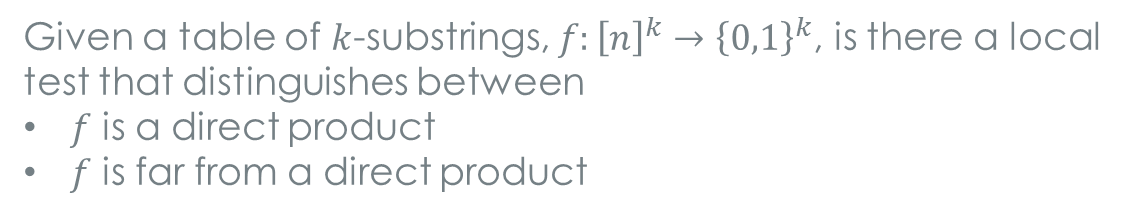 Given a table of 𝑘-substrings, 𝑓: [𝑛]ᵏ → {0,1}ᵏ, is there a local
test that distinguishes between
• 𝑓 is a direct product
• 𝑓 is far from a direct product